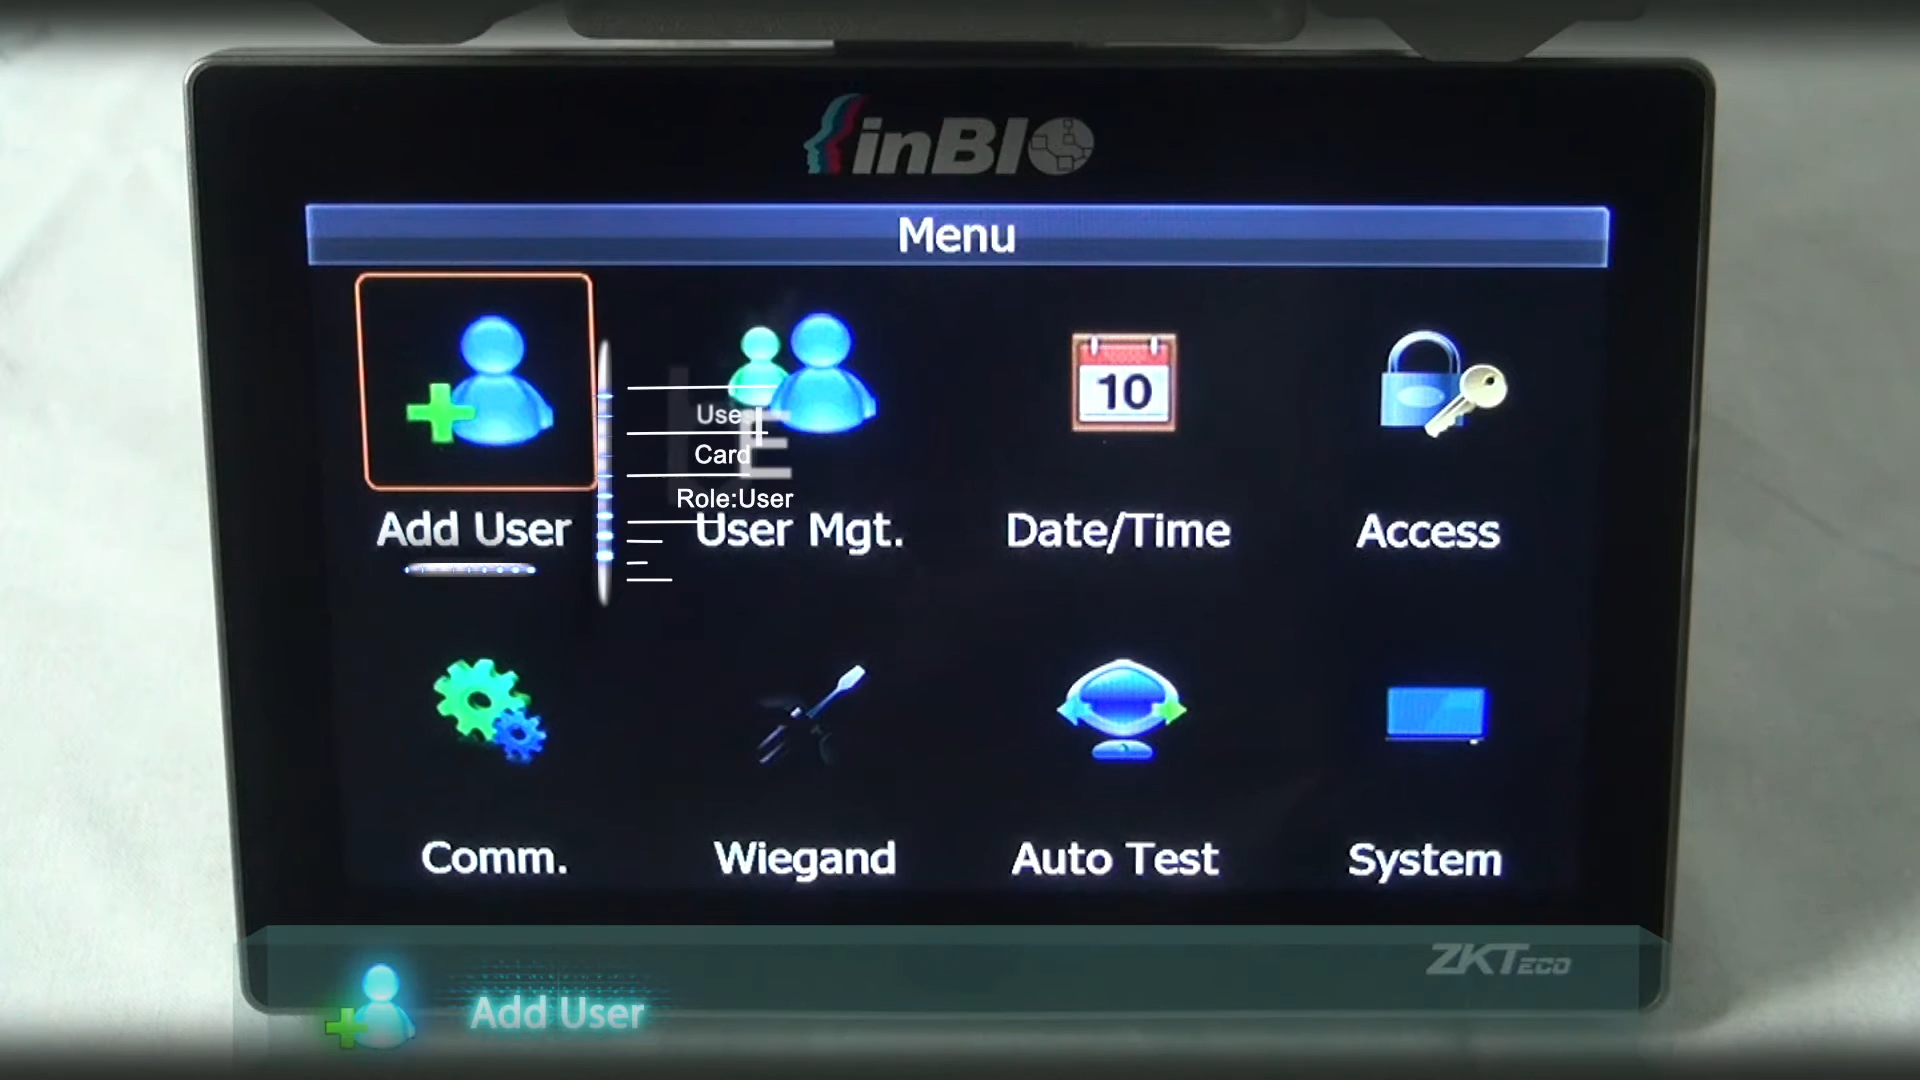 inBIO
Menu
10
Card
Role:User
Add User
User Mgt.
Date/Time
Access
Comm.
Wiegand
Auto Test
System
ZKTeco
Add User